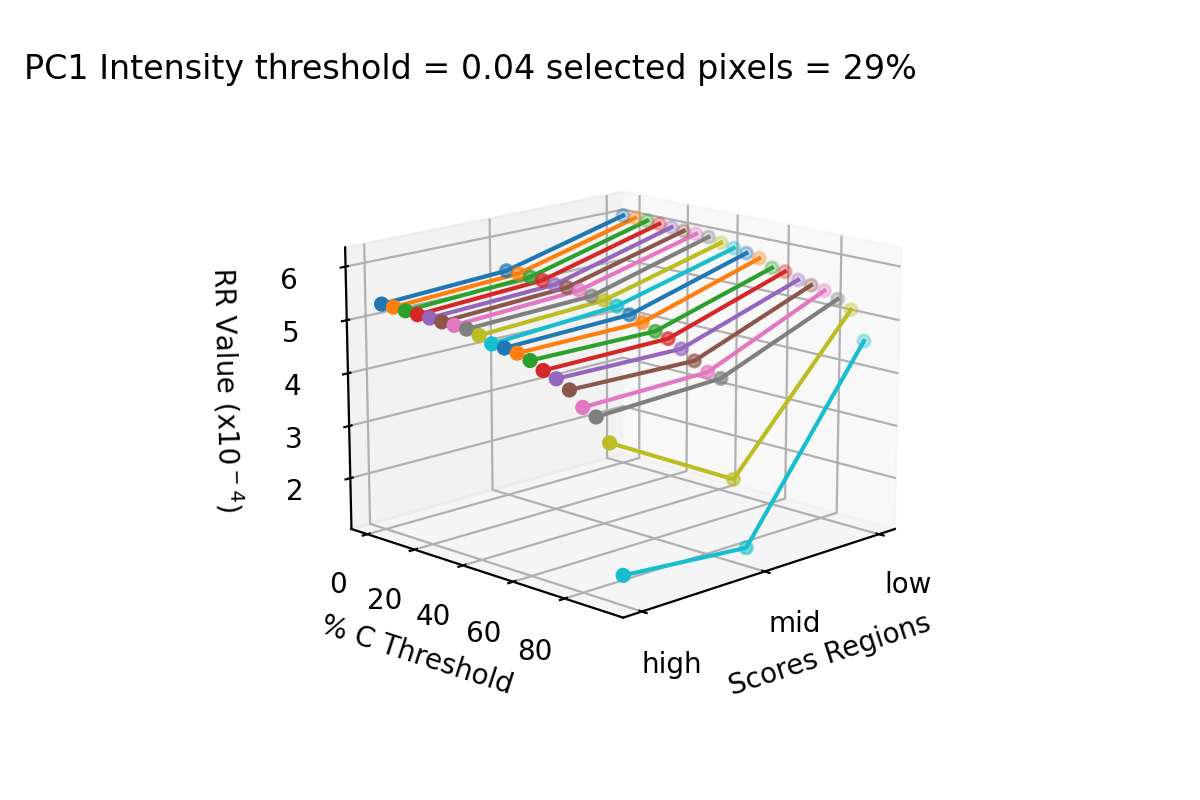 PC1 Intensity threshold = 0.04 selected pixels = 29%
RR Value (x10⁻⁴)
6
5
4
3
2
0
20
40
60
80
% C Threshold
high
mid
low
Scores Regions